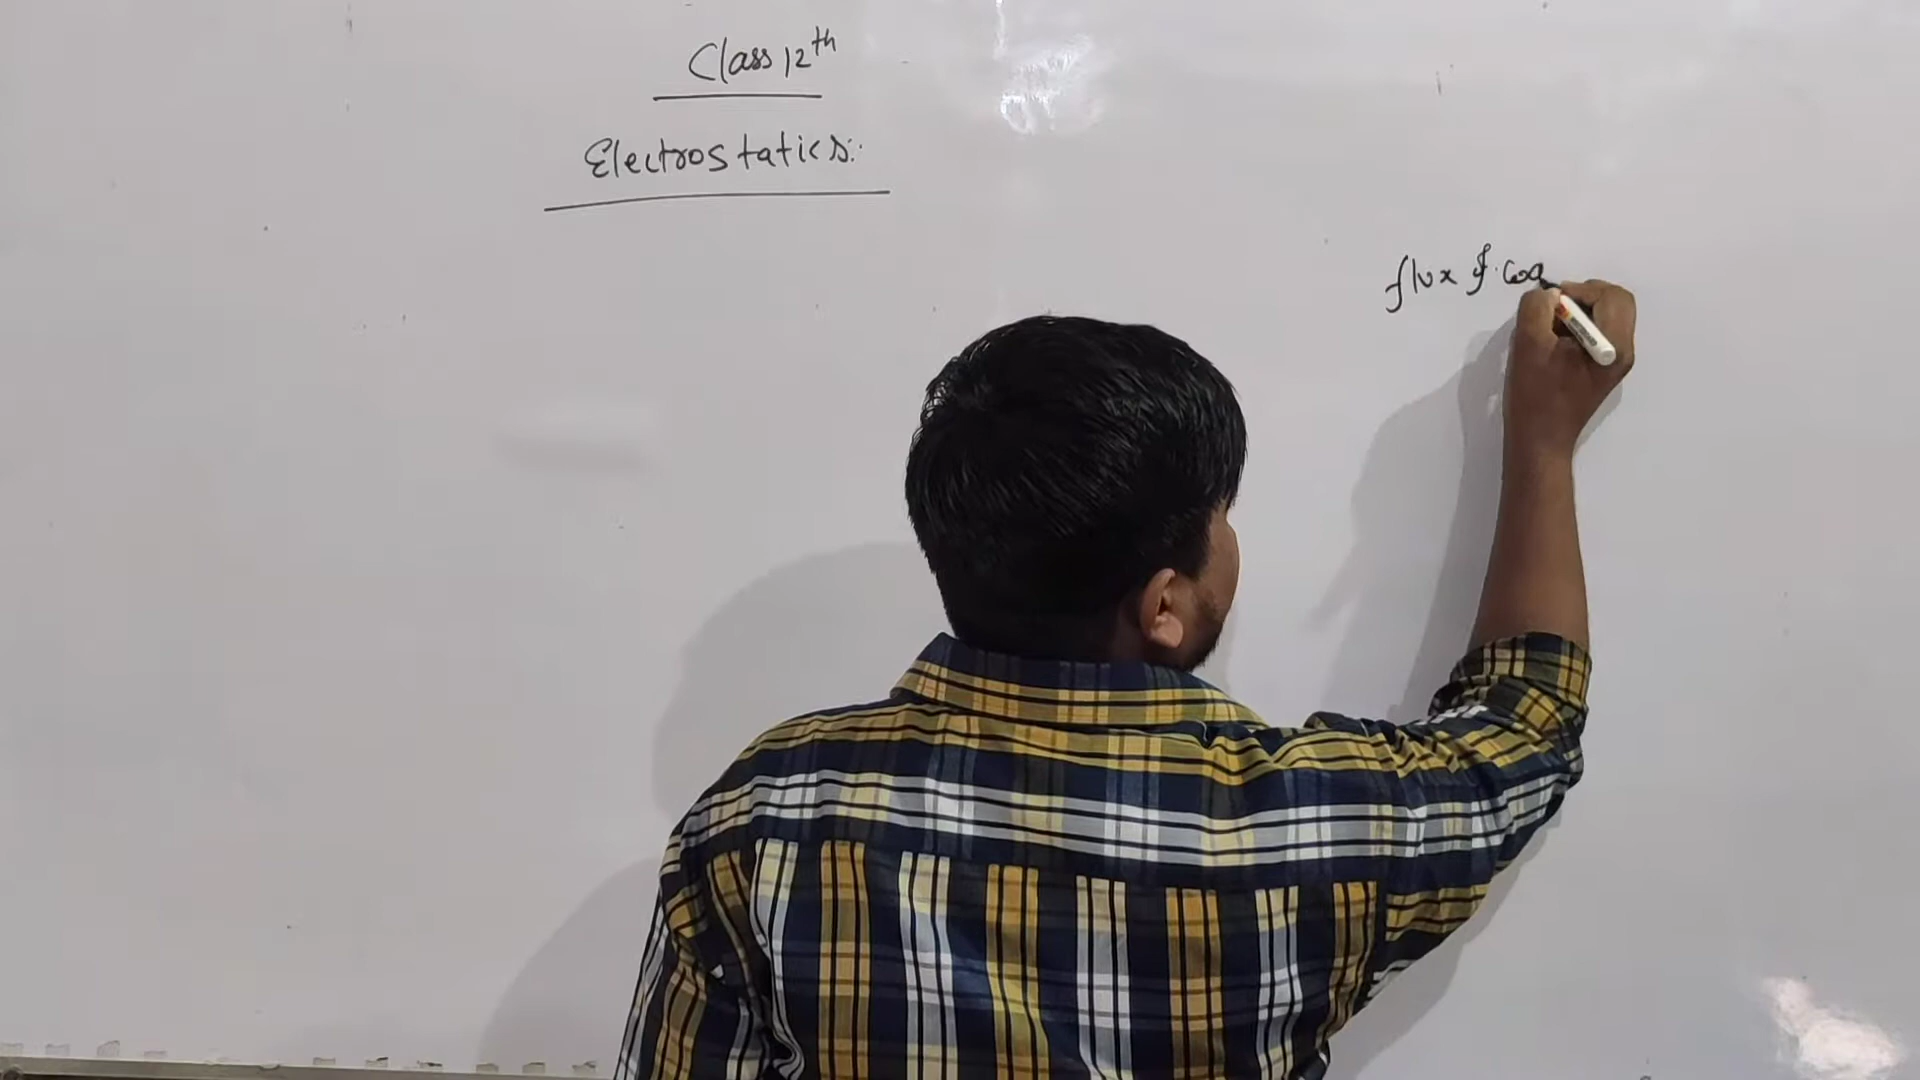 Class 12th
Electrostatics:
flux of